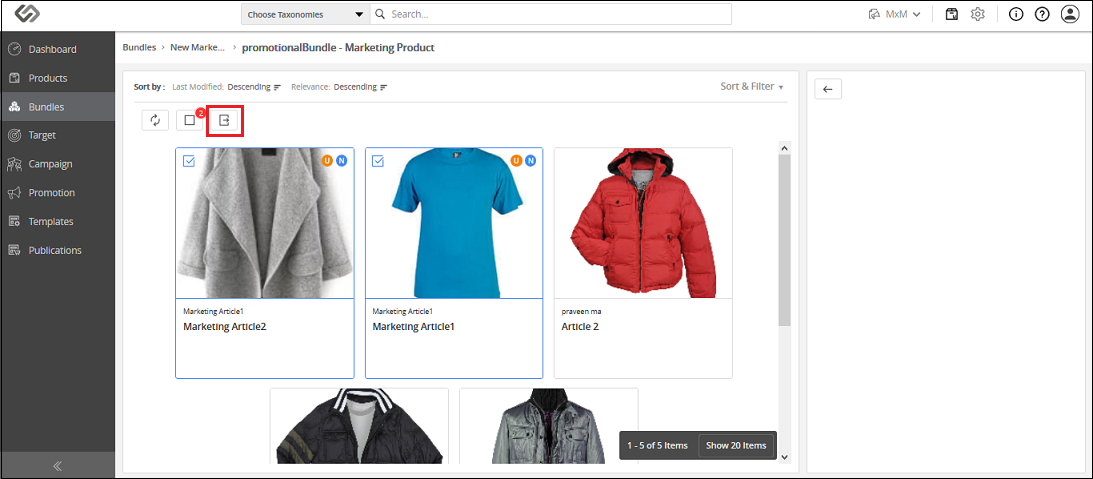 Choose Taxonomies
Search...
MxM
Dashboard
Products
Bundles
Target
Campaign
Promotion
Templates
Publications
Bundles > New Marke... > promotionalBundle - Marketing Product
Sort by : Last Modified: Descending Relevance: Descending
Sort & Filter
2
U N
U N
Marketing Article1
Marketing Article2
Marketing Article1
Marketing Article1
praveen ma
Article 2
1 - 5 of 5 Items Show 20 Items